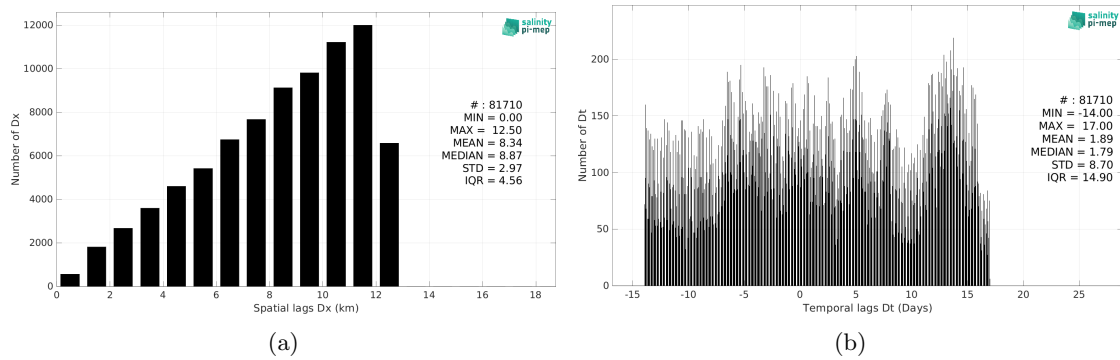 12000
10000
8000
6000
4000
2000
0
Number of Dx
0 2 4 6 8 10 12 14 16 18
Spatial lags Dx (km)
salinity
pi-mep
# : 81710
MIN = 0.00
MAX = 12.50
MEAN = 8.34
MEDIAN = 8.87
STD = 2.97
IQR = 4.56
(a)
200
150
100
50
0
Number of Dt
-15 -10 -5 0 5 10 15 20 25
Temporal lags Dt (Days)
salinity
pi-mep
# : 81710
MIN = -14.00
MAX = 17.00
MEAN = 1.89
MEDIAN = 1.79
STD = 8.70
IQR = 14.90
(b)